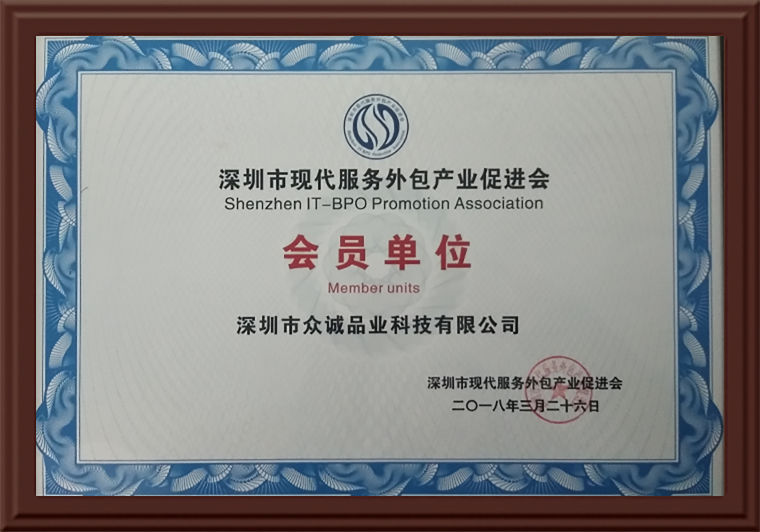 深圳市现代服务外包产业促进会
Shenzhen IT-BPO Promotion Association
会员单位
Member units
深圳市众诚品业科技有限公司
深圳市现代服务外包产业促进会
二〇一八年三月二十六日